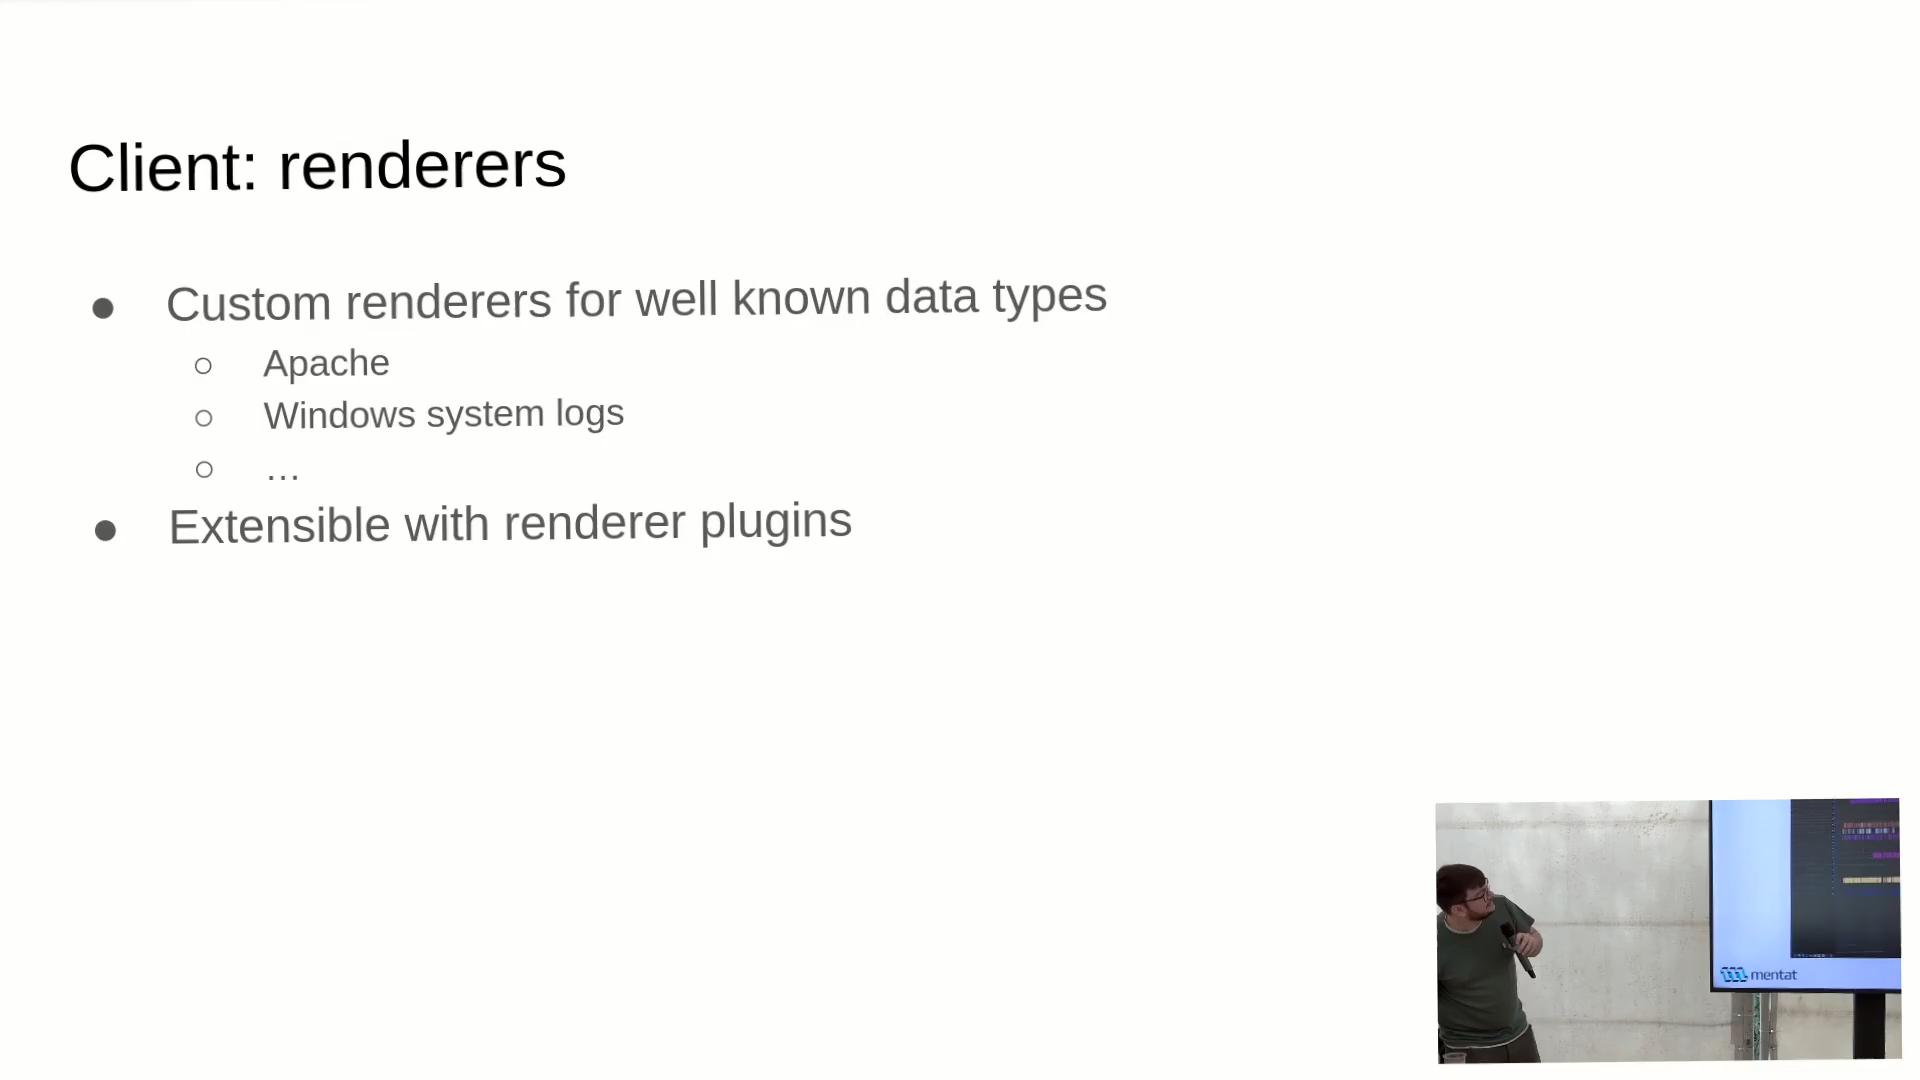 Client: renderers
● Custom renderers for well known data types
○ Apache
○ Windows system logs
○ …
● Extensible with renderer plugins
mentat